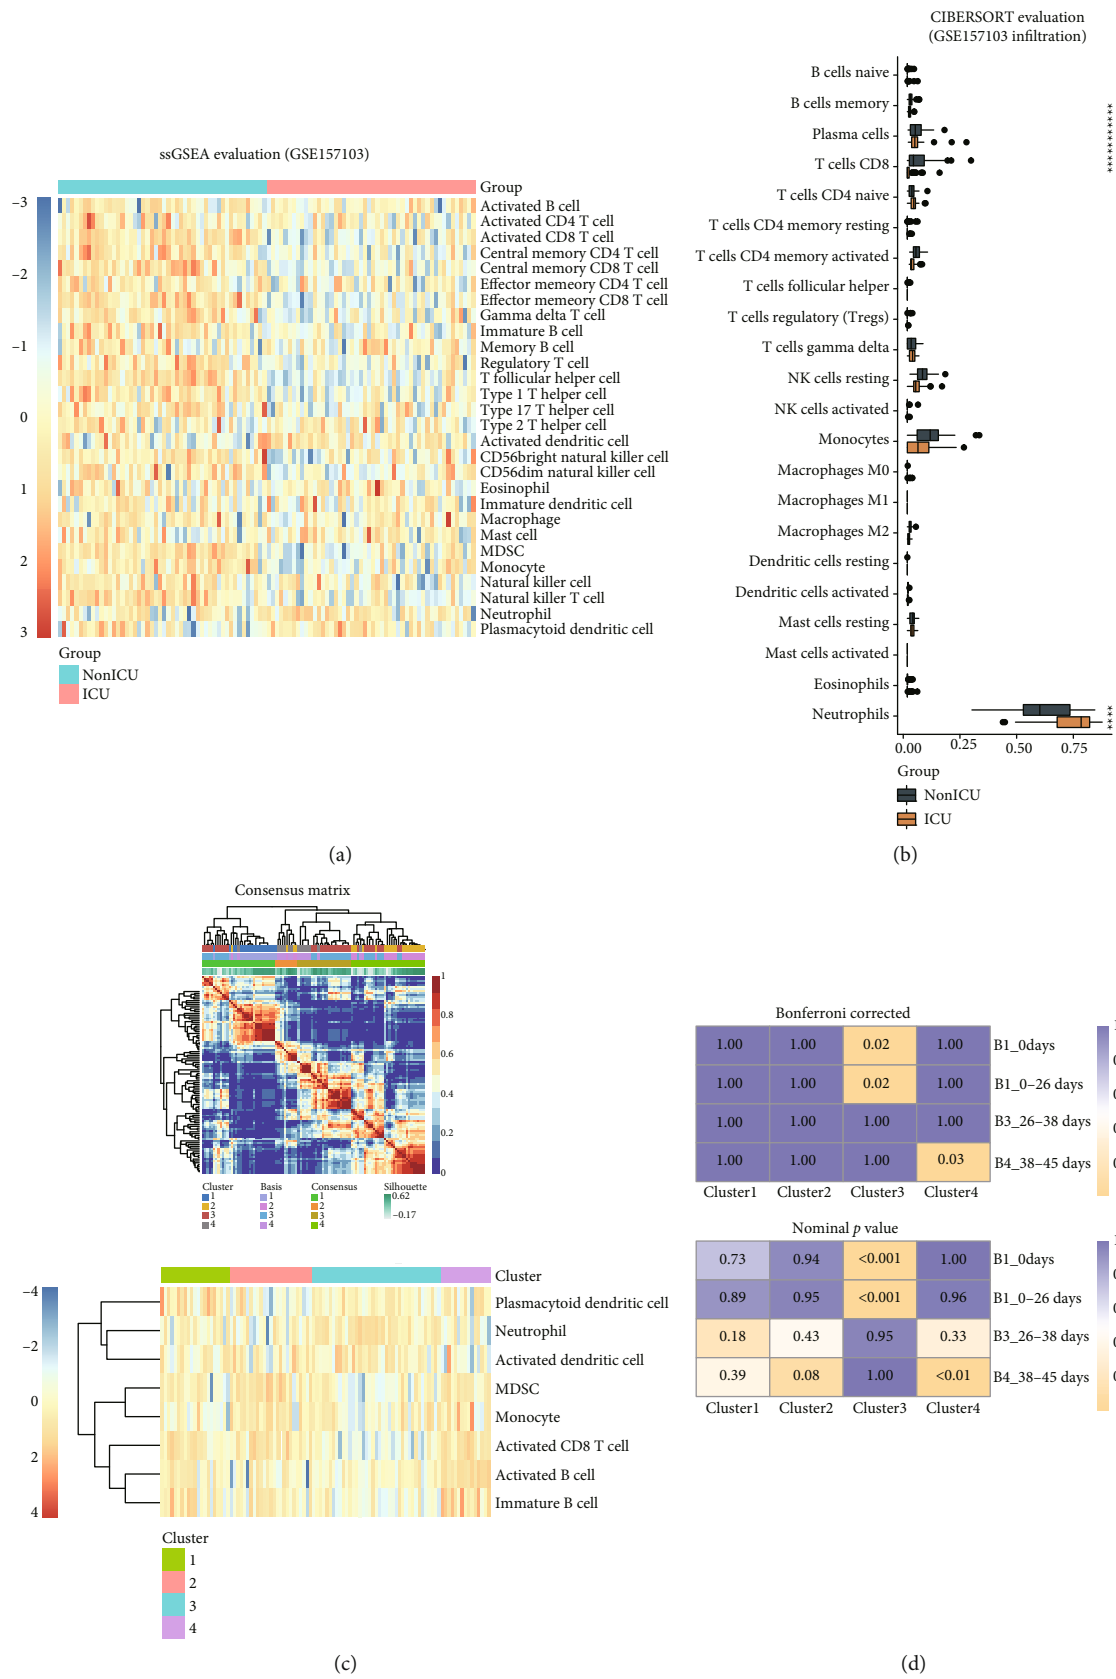 ssGSEA evaluation (GSE157103)
Group
−3
−2
−1
0
1
2
3
Activated B cell
Activated CD4 T cell
Activated CD8 T cell
Central memory CD4 T cell
Central memory CD8 T cell
Effector memeory CD4 T cell
Effector memeory CD8 T cell
Gamma delta T cell
Immature B cell
Memory B cell
Regulatory T cell
T follicular helper cell
Type 1 T helper cell
Type 17 T helper cell
Type 2 T helper cell
Activated dendritic cell
CD56bright natural killer cell
CD56dim natural killer cell
Eosinophil
Immature dendritic cell
Macrophage
Mast cell
MDSC
Monocyte
Natural killer cell
Natural killer T cell
Neutrophil
Plasmacytoid dendritic cell
Group
NonICU
ICU
(a)
CIBERSORT evaluation
(GSE157103 infiltration)
B cells naive
B cells memory
Plasma cells
T cells CD8
T cells CD4 naive
T cells CD4 memory resting
T cells CD4 memory activated
T cells follicular helper
T cells regulatory (Tregs)
T cells gamma delta
NK cells resting
NK cells activated
Monocytes
Macrophages M0
Macrophages M1
Macrophages M2
Dendritic cells resting
Dendritic cells activated
Mast cells resting
Mast cells activated
Eosinophils
Neutrophils
****
0.00 0.25 0.50 0.75
Group
NonICU
ICU
(b)
Consensus matrix
1
0.8
0.6
0.4
0.2
0
Cluster Basis Consensus Silhouette
1 1 1 0.62
2 2 2
3 3 3 −0.17
4 4 4
Cluster
−4
−2
0
2
4
Plasmacytoid dendritic cell
Neutrophil
Activated dendritic cell
MDSC
Monocyte
Activated CD8 T cell
Activated B cell
Immature B cell
Cluster
1
2
3
4
(c)
Bonferroni corrected
1.00 1.00 0.02 1.00 B1_0days
1.00 1.00 0.02 1.00 B1_0–26 days
1.00 1.00 1.00 1.00 B3_26–38 days
1.00 1.00 1.00 0.03 B4_38–45 days
Cluster1 Cluster2 Cluster3 Cluster4
Nominal p value
0.73 0.94 <0.001 1.00 B1_0days
0.89 0.95 <0.001 0.96 B1_0–26 days
0.18 0.43 0.95 0.33 B3_26–38 days
0.39 0.08 1.00 <0.01 B4_38–45 days
Cluster1 Cluster2 Cluster3 Cluster4
(d)